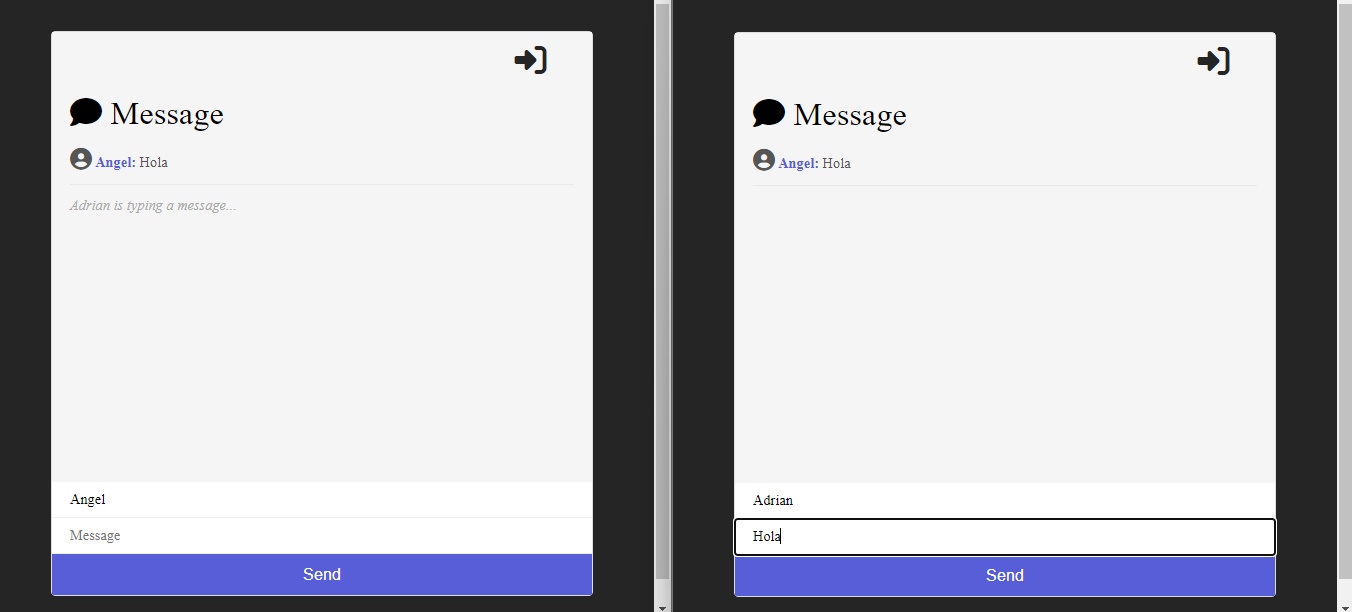 Message
Angel: Hola
Adrian is typing a message...
Angel
Message
Send
Message
Angel: Hola
Adrian
Hola
Send